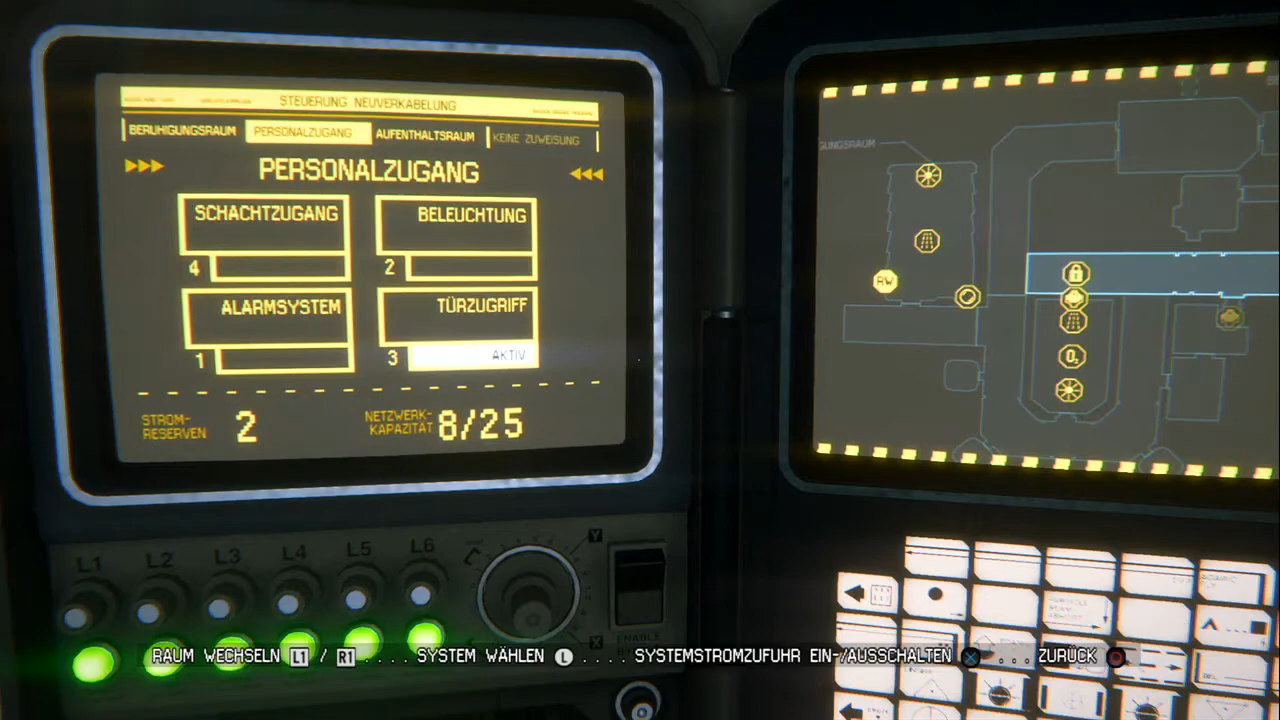 STEUERUNG NEUVERKABELUNG
BERUHIGUNGSRAUM PERSONALZUGANG AUFENTHALTSRAUM KEINE ZUWEISUNG
PERSONALZUGANG
SCHACHTZUGANG
4
BELEUCHTUNG
2
ALARMSYSTEM
1
TÜRZUGRIFF
3 AKTIV
STROM-
RESERVEN
2
NETZWERK-
KAPAZITÄT
8/25
GUNGSRAUM
RW
O₂
L1 L2 L3 L4 L5 L6
Y
X
ENABLE
RAUM WECHSELN L1 / R1 .... SYSTEM WÄHLEN L .... SYSTEMSTROMZUFUHR EIN-/AUSSCHALTEN .... ZURÜCK